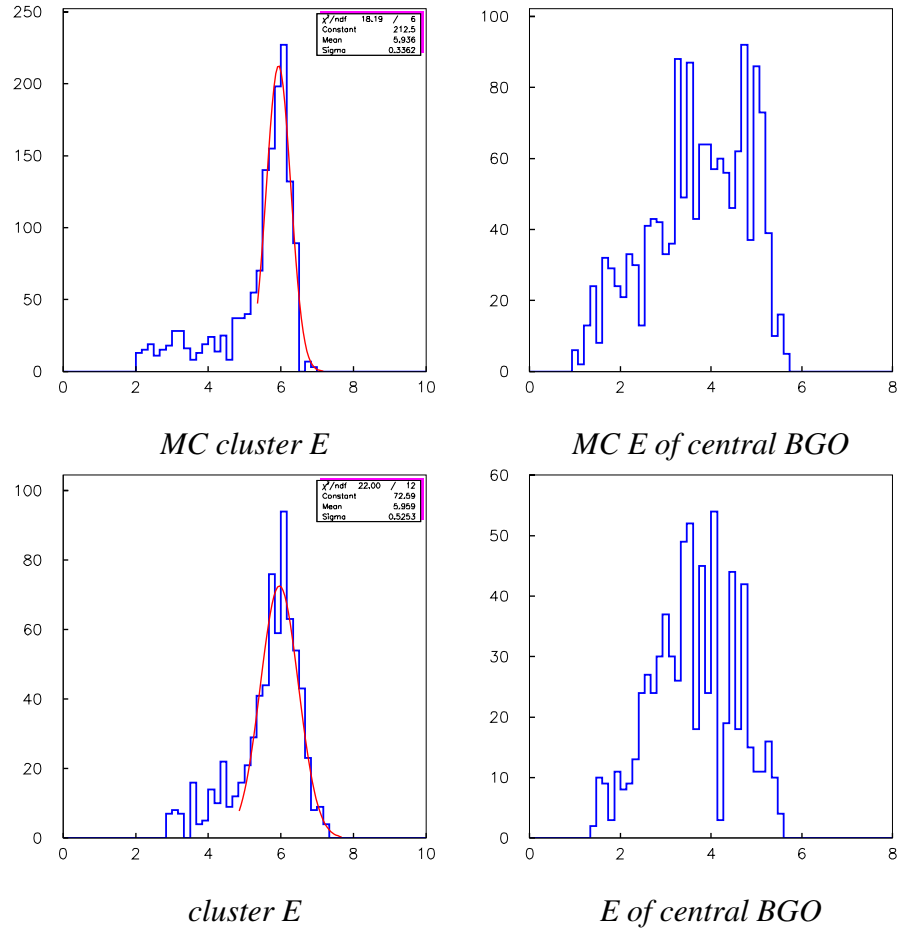 250
200
150
100
50
0
0 2 4 6 8 10
χ²/ndf 18.19 / 6
Constant 212.5
Mean 5.936
Sigma 0.3362
MC cluster E
100
80
60
40
20
0
0 2 4 6 8
MC E of central BGO
100
80
60
40
20
0
0 2 4 6 8 10
χ²/ndf 22.00 / 12
Constant 72.59
Mean 5.959
Sigma 0.5253
cluster E
60
50
40
30
20
10
0
0 2 4 6 8
E of central BGO